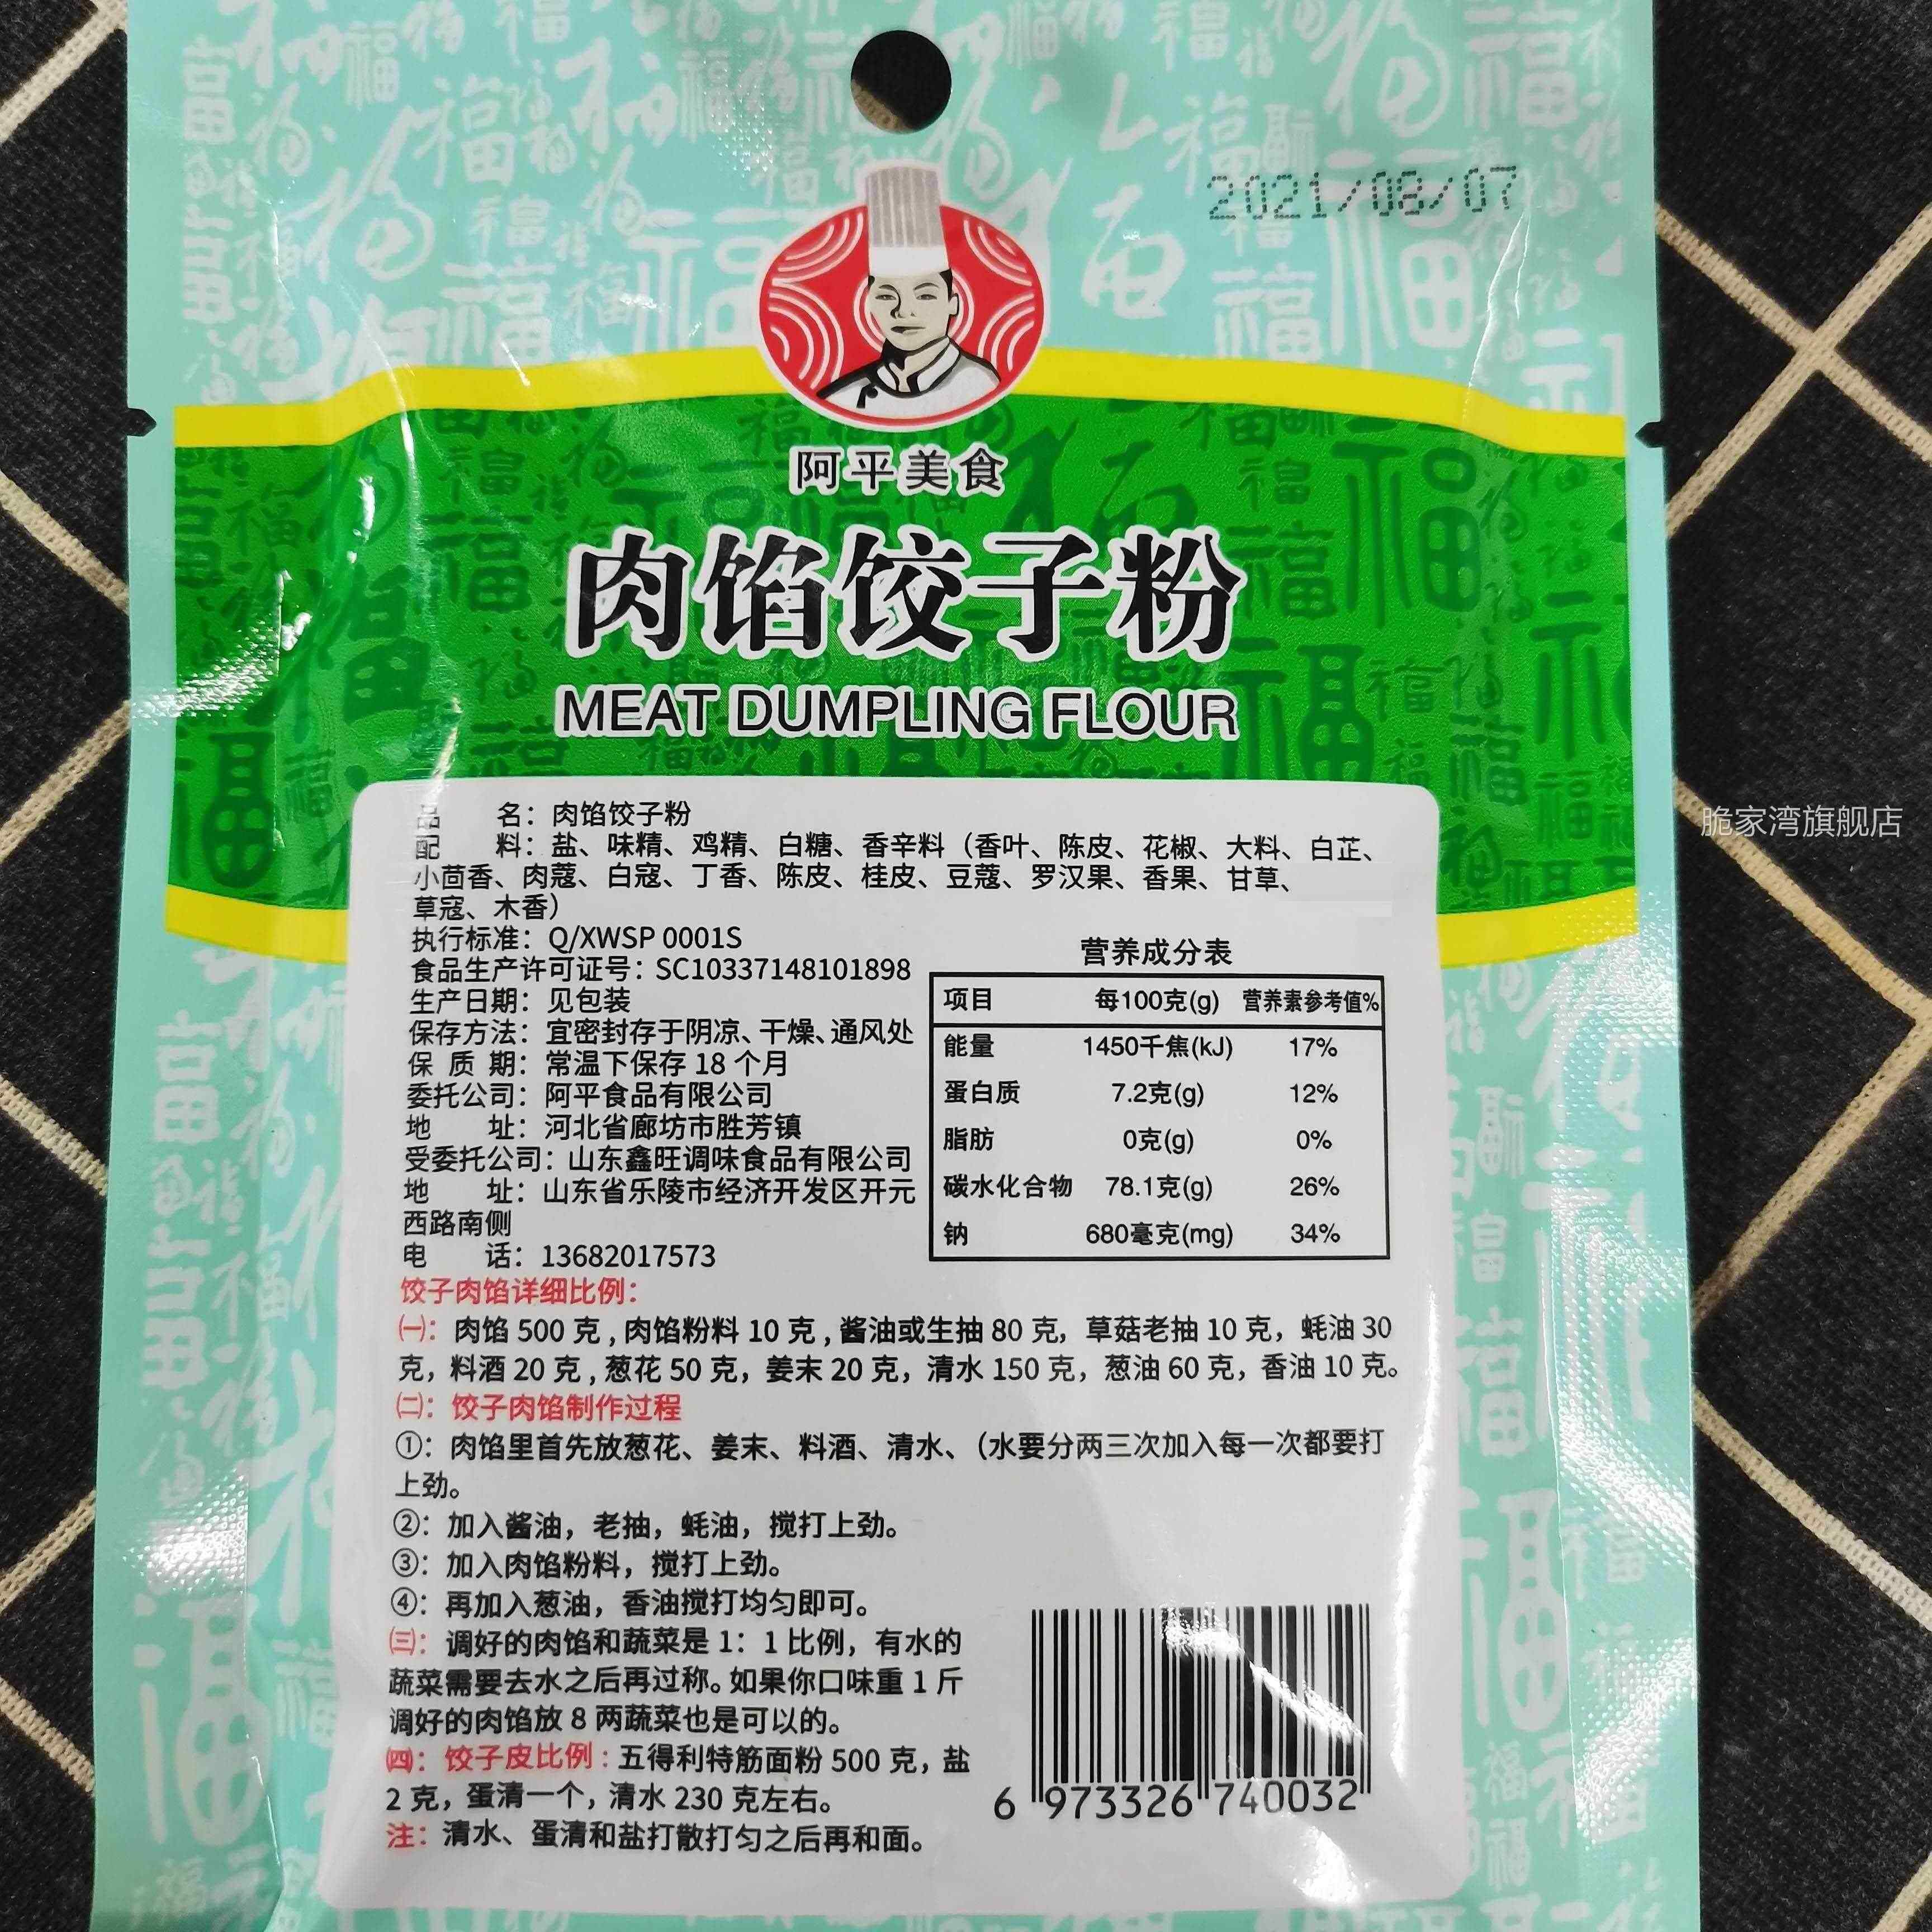 2021/08/07
阿平美食
肉馅饺子粉
MEAT DUMPLING FLOUR
脆家湾旗舰店
品 名：肉馅饺子粉
配 料：盐、味精、鸡精、白糖、香辛料（香叶、陈皮、花椒、大料、白芷、
小茴香、肉蔻、白寇、丁香、陈皮、桂皮、豆蔻、罗汉果、香果、甘草、
草寇、木香）
执行标准：Q/XWSP 0001S
食品生产许可证号：SC10337148101898
生产日期：见包装
保存方法：宜密封存于阴凉、干燥、通风处
保 质 期：常温下保存 18 个月
委托公司：阿平食品有限公司
地 址：河北省廊坊市胜芳镇
受委托公司：山东鑫旺调味食品有限公司
地 址：山东省乐陵市经济开发区开元
西路南侧
电 话：13682017573
营养成分表
项目 每100克(g) 营养素参考值%
能量 1450千焦(kJ) 17%
蛋白质 7.2克(g) 12%
脂肪 0克(g) 0%
碳水化合物 78.1克(g) 26%
钠 680毫克(mg) 34%
饺子肉馅详细比例：
㈠：肉馅 500 克 , 肉馅粉料 10 克 , 酱油或生抽 80 克，草菇老抽 10 克，蚝油 30
克，料酒 20 克 , 葱花 50 克，姜末 20 克，清水 150 克，葱油 60 克，香油 10 克。
㈡：饺子肉馅制作过程
①：肉馅里首先放葱花、姜末、料酒、清水、（水要分两三次加入每一次都要打
上劲。
②：加入酱油，老抽，蚝油，搅打上劲。
③：加入肉馅粉料，搅打上劲。
④：再加入葱油，香油搅打均匀即可。
㈢：调好的肉馅和蔬菜是 1：1 比例，有水的
蔬菜需要去水之后再过称。如果你口味重 1 斤
调好的肉馅放 8 两蔬菜也是可以的。
㈣：饺子皮比例：五得利特筋面粉 500 克，盐
2 克，蛋清一个，清水 230 克左右。
注：清水、蛋清和盐打散打匀之后再和面。
6 973326 740032